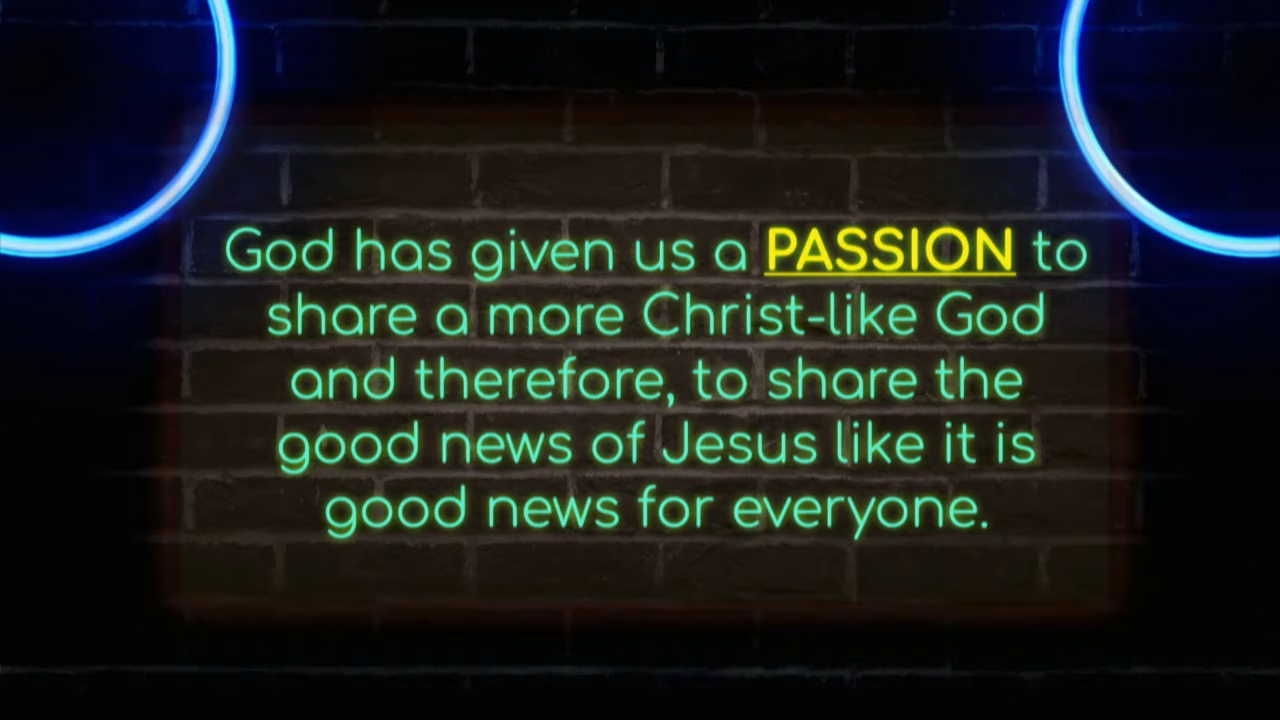 God has given us a PASSION to
share a more Christ-like God
and therefore, to share the
good news of Jesus like it is
good news for everyone.